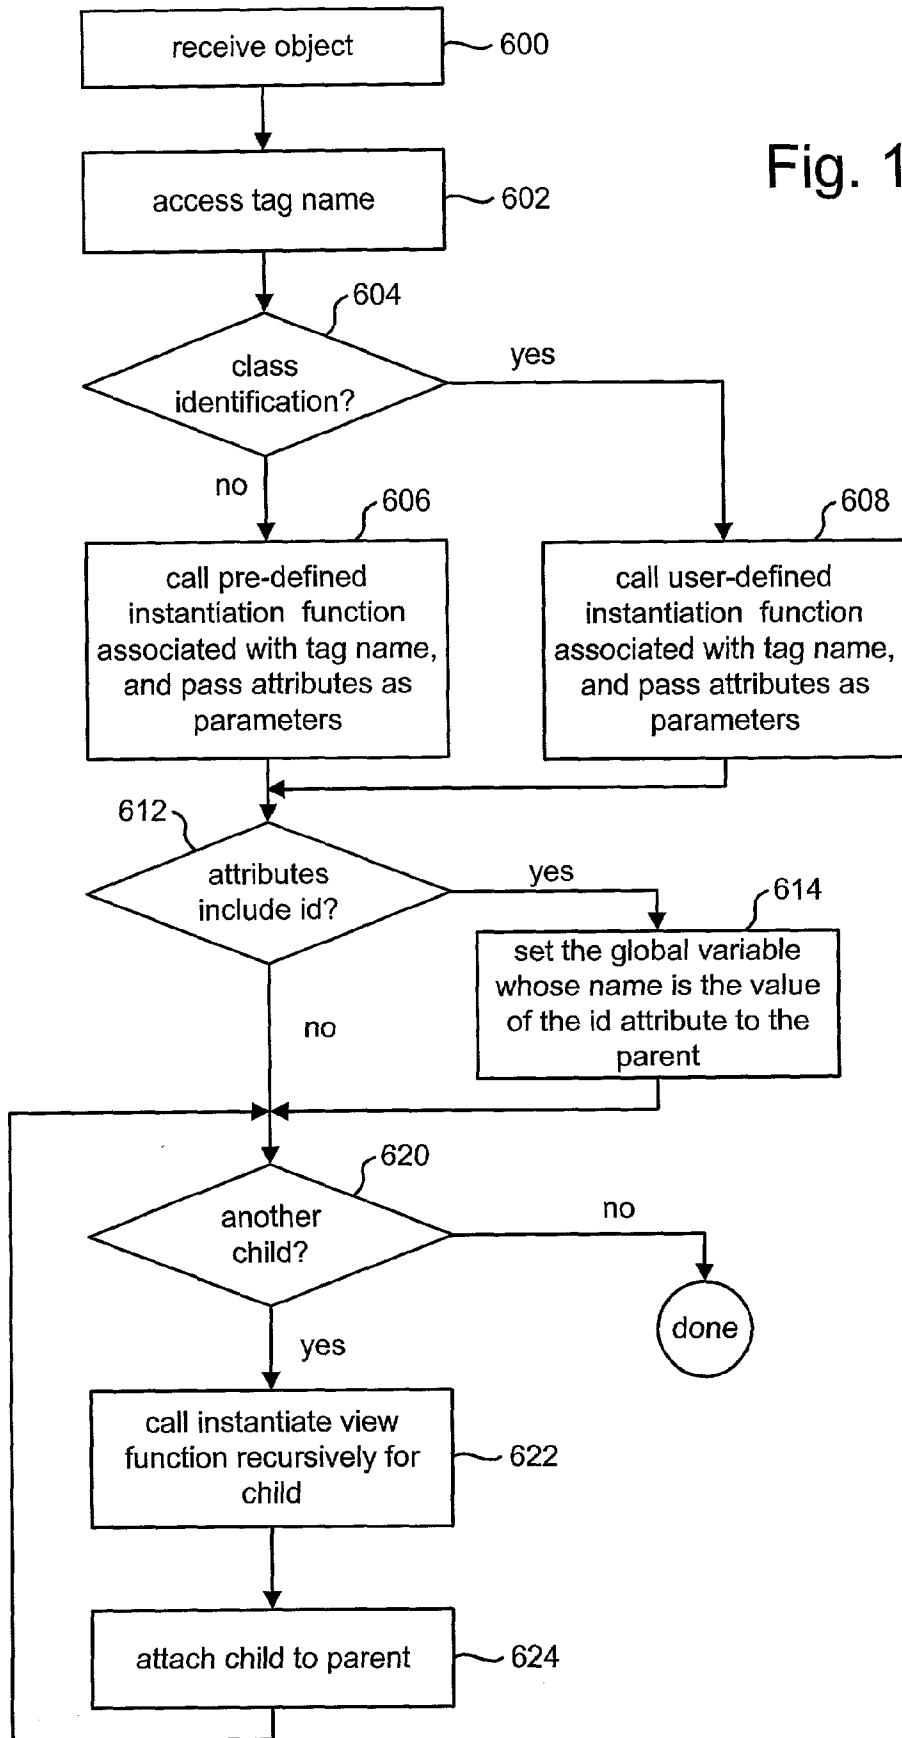 receive object
600
Fig. 1
access tag name
602
604
class
identification?
yes
no
606
608
call pre-defined
instantiation function
associated with tag name,
and pass attributes as
parameters
call user-defined
instantiation function
associated with tag name,
and pass attributes as
parameters
612
attributes
include id?
yes
614
set the global variable
whose name is the value
of the id attribute to the
parent
no
620
another
child?
no
done
yes
call instantiate view
function recursively for
child
622
attach child to parent
624